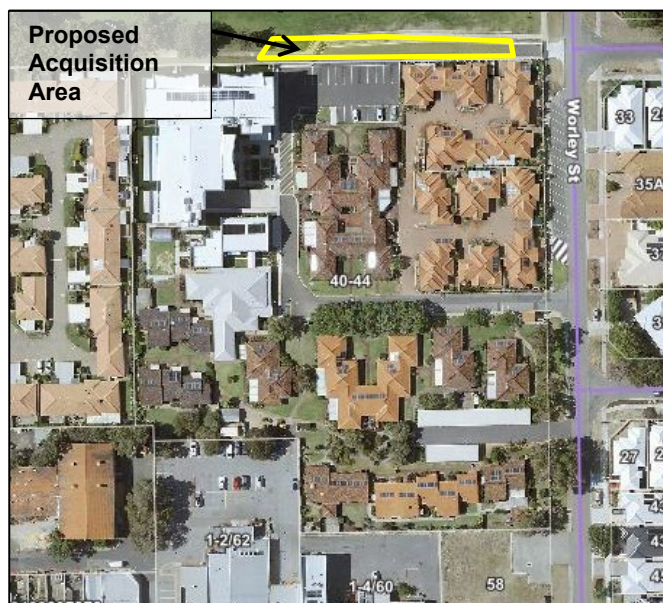 Proposed
Acquisition
Area
Worley St
33
35A
40-44
27
1-2/62
1-4/60
58